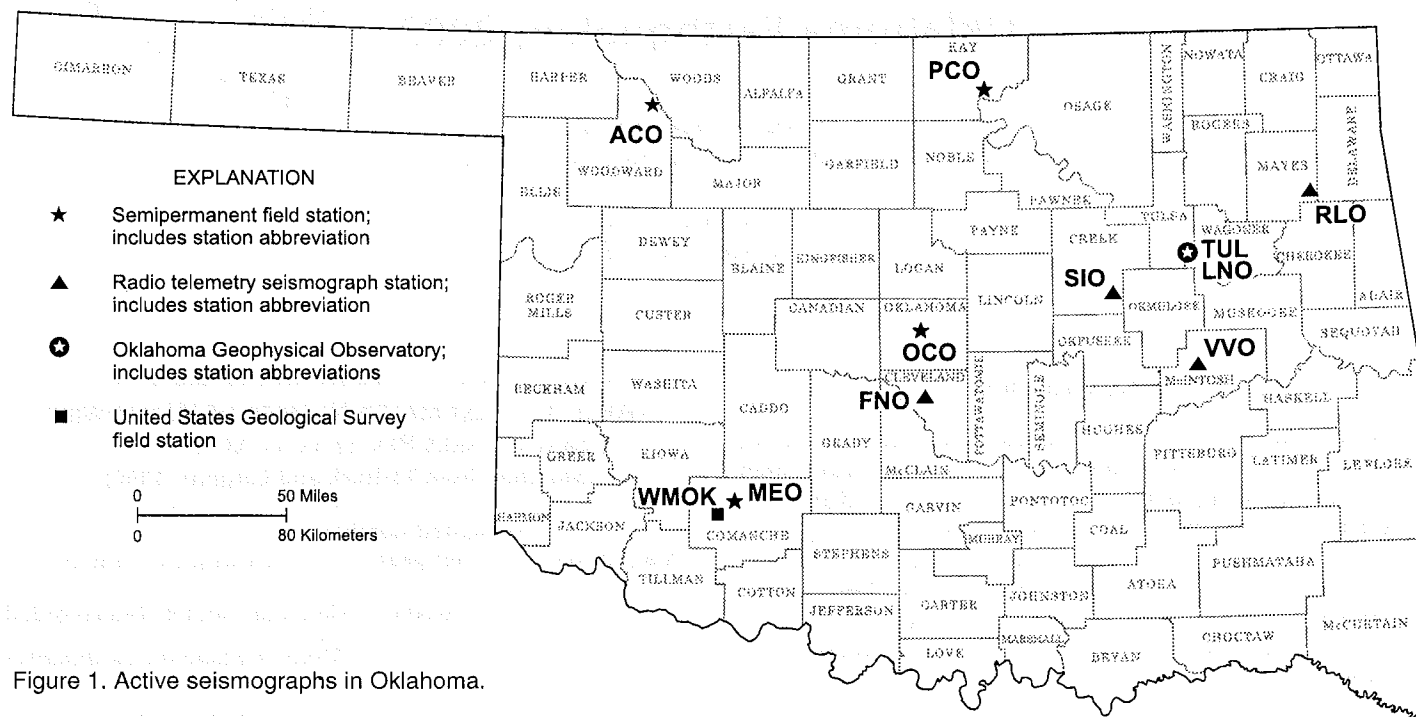 CIMARRON
TEXAS
BEAVER
HARPER
WOODS
ALFALFA
GRANT
KAY
PCO
OSAGE
WASHINGTON
NOWATA
CRAIG
OTTAWA
ACO
WOODWARD
ELLIS
MAJOR
GARFIELD
NOBLE
PAWNEE
ROGERS
MAYES
DELAWARE
RLO
EXPLANATION
Semipermanent field station;
includes station abbreviation
Radio telemetry seismograph station;
includes station abbreviation
Oklahoma Geophysical Observatory;
includes station abbreviations
United States Geological Survey
field station
0 50 Miles
0 80 Kilometers
DEWEY
BLAINE
KINGFISHER
LOGAN
PAYNE
CREEK
TULSA
WAGONER
CHEROKEE
ADAIR
TUL
LNO
SIO
ROGER
MILLS
CUSTER
CANADIAN
OKLAHOMA
LINCOLN
OKMULGEE
MUSKOGEE
SEQUOYAH
OCO
OKFUSKEE
VVO
McINTOSH
BECKHAM
WASHITA
CADDO
CLEVELAND
FNO
POTTAWATOMIE
SEMINOLE
HUGHES
HASKELL
GREER
KIOWA
GRADY
McCLAIN
PITTSBURG
LATIMER
LEFLORE
WMOK
MEO
HARMON
JACKSON
COMANCHE
GARVIN
PONTOTOC
COAL
STEPHENS
MURRAY
PUSHMATAHA
TILLMAN
COTTON
JEFFERSON
CARTER
JOHNSTON
ATOKA
McCURTAIN
MARSHALL
LOVE
BRYAN
CHOCTAW
Figure 1. Active seismographs in Oklahoma.